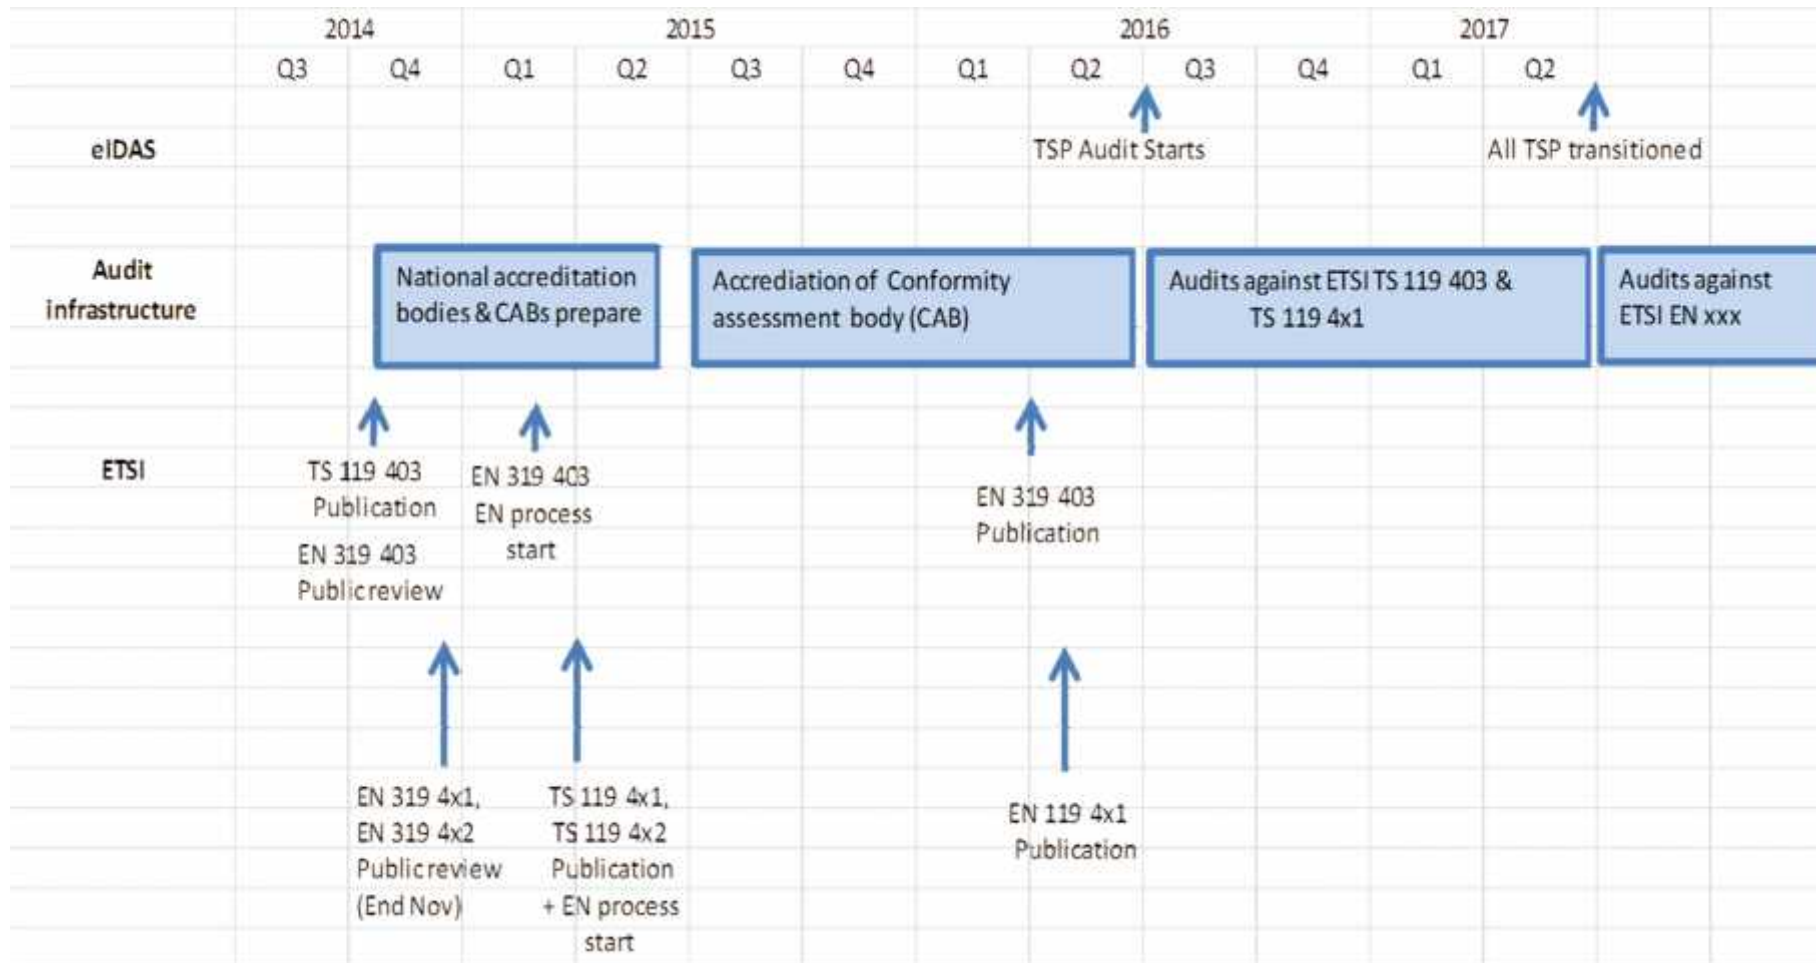 2014 2015 2016 2017
Q3 Q4 Q1 Q2 Q3 Q4 Q1 Q2 Q3 Q4 Q1 Q2
eIDAS
TSP Audit Starts
All TSP transitioned
Audit
infrastructure
National accreditation
bodies & CABs prepare
Accrediation of Conformity
assessment body (CAB)
Audits against ETSI TS 119 403 &
TS 119 4x1
Audits against
ETSI EN xxx
ETSI
TS 119 403
Publication
EN 319 403
Public review
EN 319 403
EN process
start
EN 319 403
Publication
EN 319 4x1,
EN 319 4x2
Public review
(End Nov)
TS 119 4x1,
TS 119 4x2
Publication
+ EN process
start
EN 119 4x1
Publication